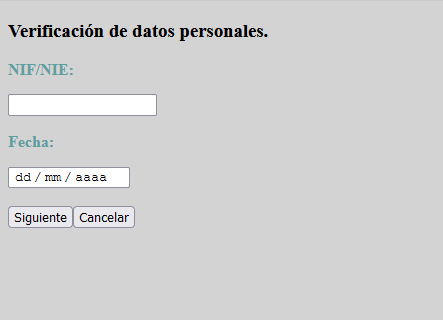 Verificación de datos personales.
NIF/NIE:
Fecha:
dd / mm / aaaa
Siguiente Cancelar